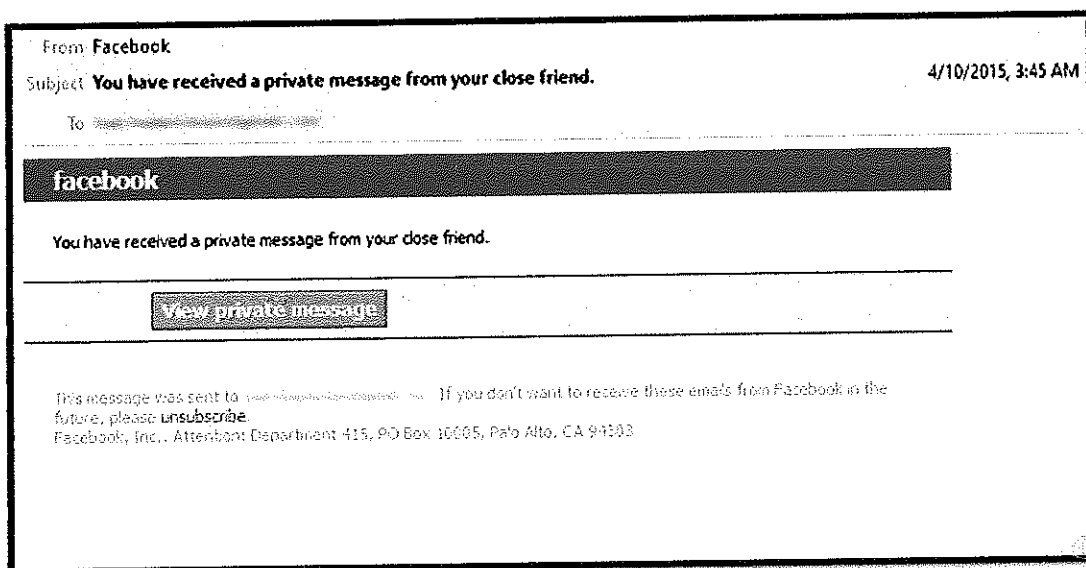 From Facebook
Subject You have received a private message from your close friend.
4/10/2015, 3:45 AM
To
facebook
You have received a private message from your close friend.
View private message
This message was sent to If you don't want to receive these emails from Facebook in the
future, please unsubscribe.
Facebook, Inc., Attention: Department 415, PO Box 10005, Palo Alto, CA 94303